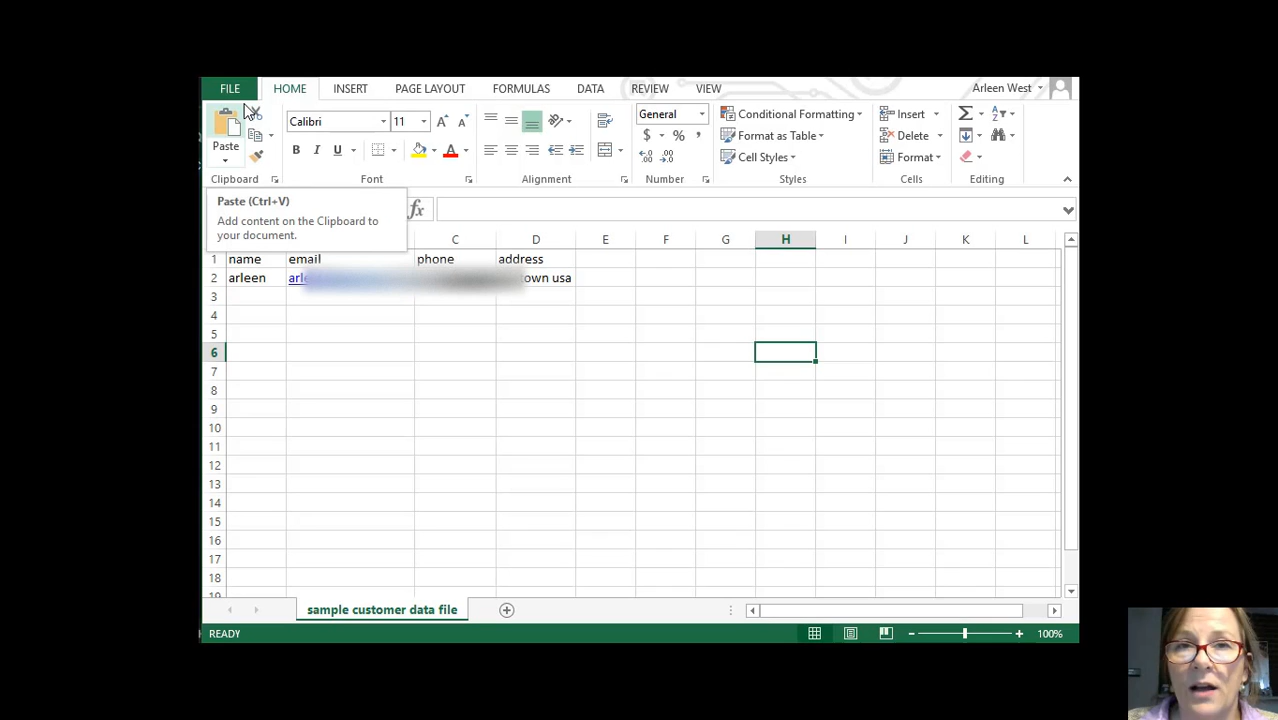 FILE HOME INSERT PAGE LAYOUT FORMULAS DATA REVIEW VIEW Arleen West
Paste
Calibri 11
B I U A
General
$ % ,
Conditional Formatting
Format as Table
Cell Styles
Insert
Delete
Format
Clipboard Font Alignment Number Styles Cells Editing
Paste (Ctrl+V)
Add content on the Clipboard to
your document.
fx
C D E F G H I J K L
1 name email phone address
2 arleen usa
3
4
5
6
7
8
9
10
11
12
13
14
15
16
17
18
19
sample customer data file
READY 100%